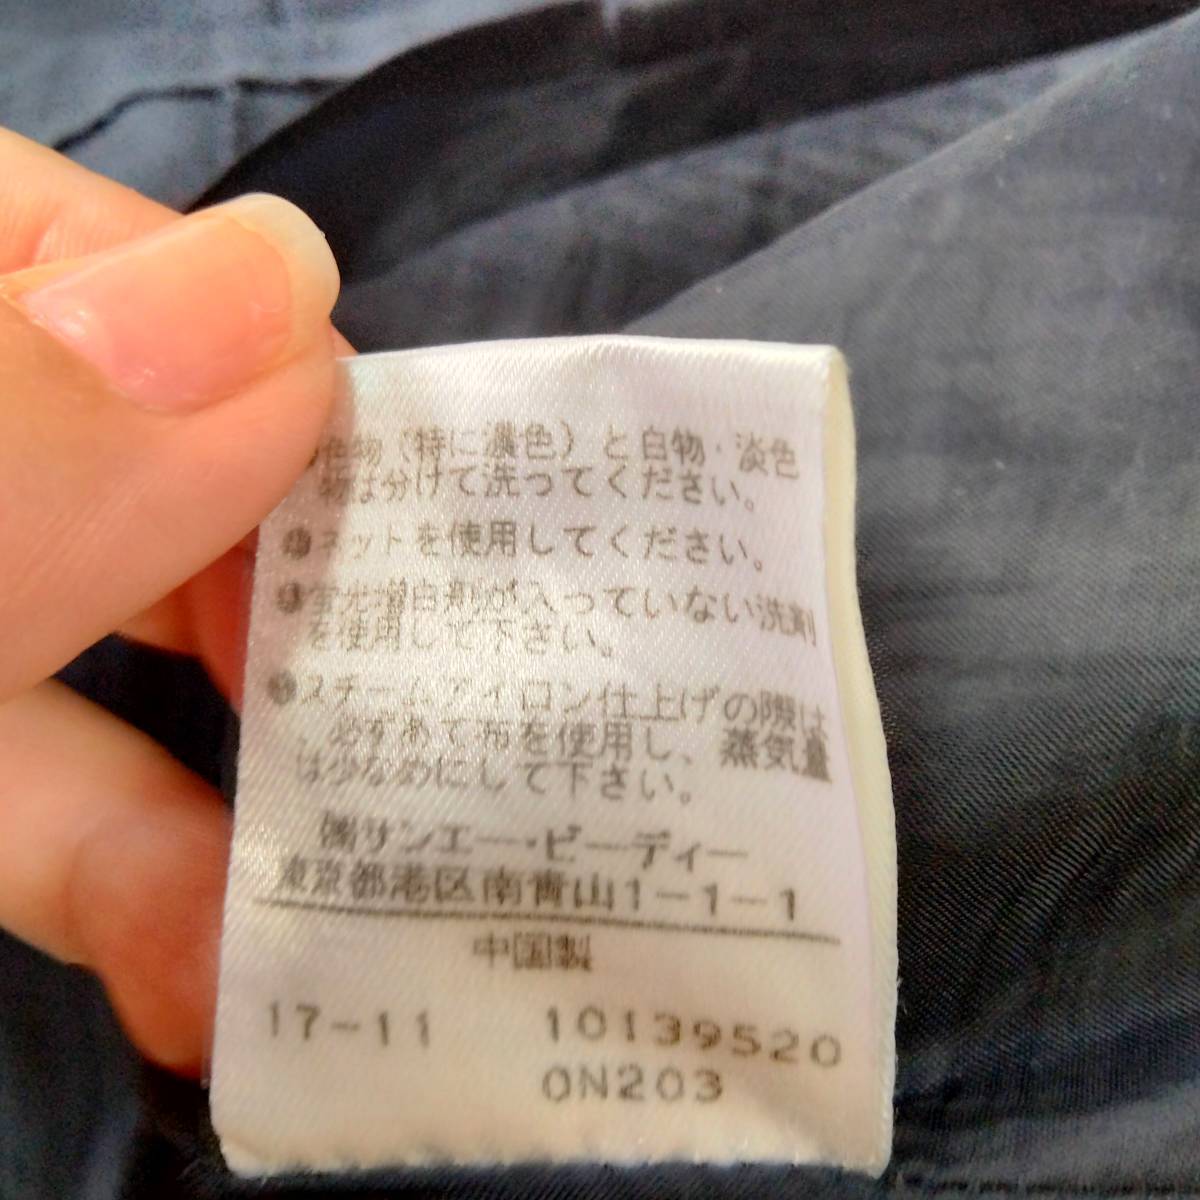 ●色物(特に濃色)と白物・淡色
物は分けて洗ってください。
●ネットを使用してください。
●蛍光増白剤が入っていない洗剤
を使用して下さい。
●スチームアイロン仕上げの際は
、必ずあて布を使用し、蒸気量
は少なめにして下さい。
㈱サンエー・ビーディー
東京都港区南青山1-1-1
中国製
17-11 10139520
0N203